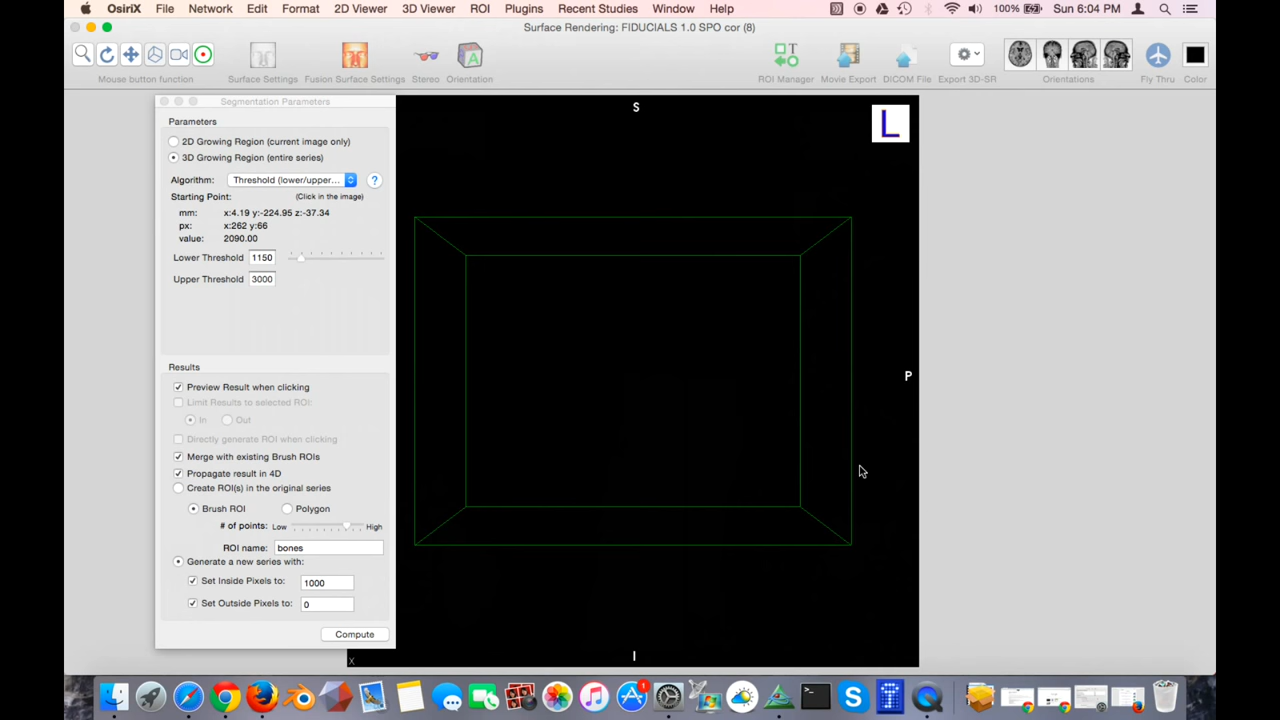 OsiriX File Network Edit Format 2D Viewer 3D Viewer ROI Plugins Recent Studies Window Help 100% Sun 6:04 PM
Surface Rendering: FIDUCIALS 1.0 SPO cor (8)
Mouse button function Surface Settings Fusion Surface Settings Stereo Orientation ROI Manager Movie Export DICOM File Export 3D-SR Orientations Fly Thru Color
Segmentation Parameters
S
L
Parameters
2D Growing Region (current image only)
3D Growing Region (entire series)
Algorithm: Threshold (lower/upper... ?
Starting Point: (Click in the image)
mm: x:4.19 y:-224.95 z:-37.34
px: x:262 y:66
value: 2090.00
Lower Threshold 1150
Upper Threshold 3000
Results
P
Preview Result when clicking
Limit Results to selected ROI:
In Out
Directly generate ROI when clicking
Merge with existing Brush ROIs
Propagate result in 4D
Create ROI(s) in the original series
Brush ROI Polygon
# of points: Low High
ROI name: bones
Generate a new series with:
Set Inside Pixels to: 1000
Set Outside Pixels to: 0
Compute
X
I